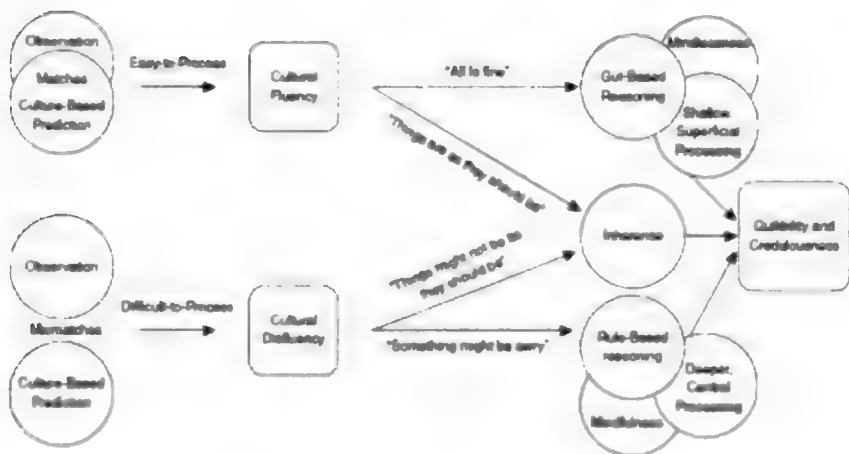 Observation
Matches
Culture-Based
Prediction
Easy-to-Process
Cultural
Fluency
"All is fine"
"Things are as they should be"
Gut-Based
Reasoning
Mindlessness
Shallow,
Superficial
Processing
Observation
Mismatches
Culture-Based
Prediction
Difficult-to-Process
Cultural
Disfluency
"Things might not be as
they should be"
"Something might be awry"
Inherence
Rule-Based
reasoning
Mindfulness
Deeper,
Central
Processing
Gullibility and
Credulousness